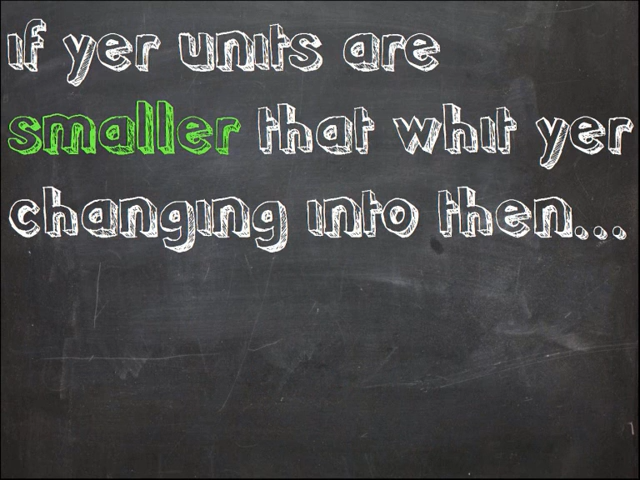 if yer units are
smaller that whit yer
changing into then...